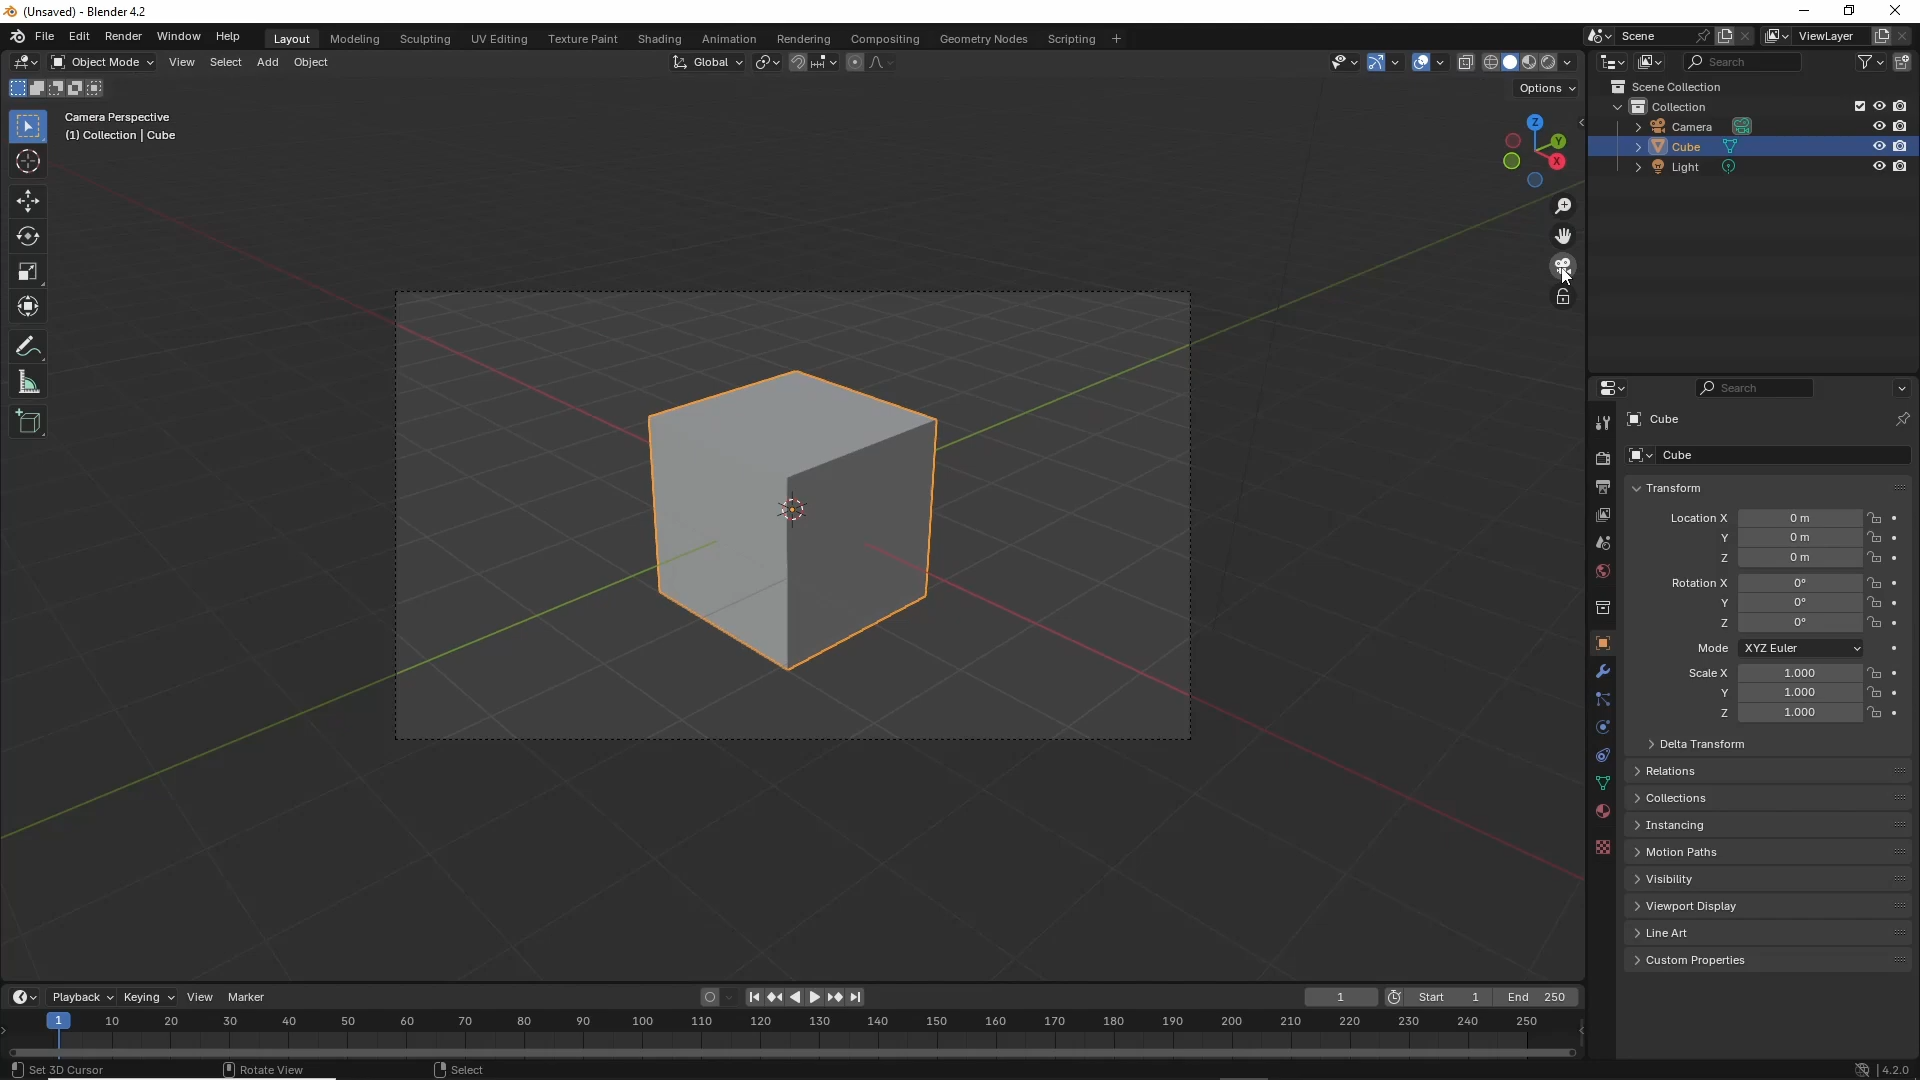 (Unsaved) - Blender 4.2
File Edit Render Window Help
Layout Modeling Sculpting UV Editing Texture Paint Shading Animation Rendering Compositing Geometry Nodes Scripting +
Scene
ViewLayer
Object Mode View Select Add Object
Global
Search
Options
Camera Perspective
(1) Collection | Cube
Z
Y
X
Scene Collection
Collection
Camera
Cube
Light
Search
Cube
Cube
Transform
Location X 0 m
Y 0 m
Z 0 m
Rotation X 0°
Y 0°
Z 0°
Mode XYZ Euler
Scale X 1.000
Y 1.000
Z 1.000
Delta Transform
Relations
Collections
Instancing
Motion Paths
Visibility
Viewport Display
Line Art
Custom Properties
Playback Keying View Marker
1 Start 1 End 250
1 10 20 30 40 50 60 70 80 90 100 110 120 130 140 150 160 170 180 190 200 210 220 230 240 250
Set 3D Cursor Rotate View Select
4.2.0